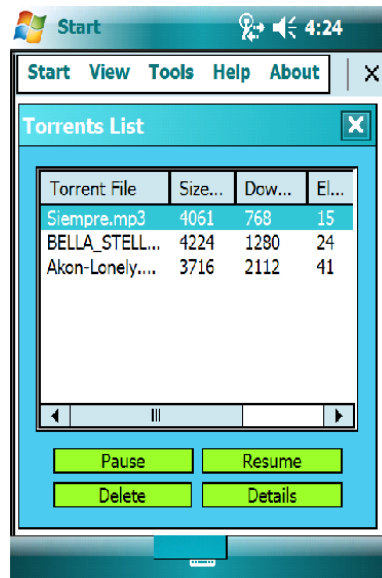 Start 4:24
Start View Tools Help About X
Torrents List X
Torrent File Size... Dow... El...
Siempre.mp3 4061 768 15
BELLA_STELL... 4224 1280 24
Akon-Lonely.... 3716 2112 41
Pause Resume
Delete Details